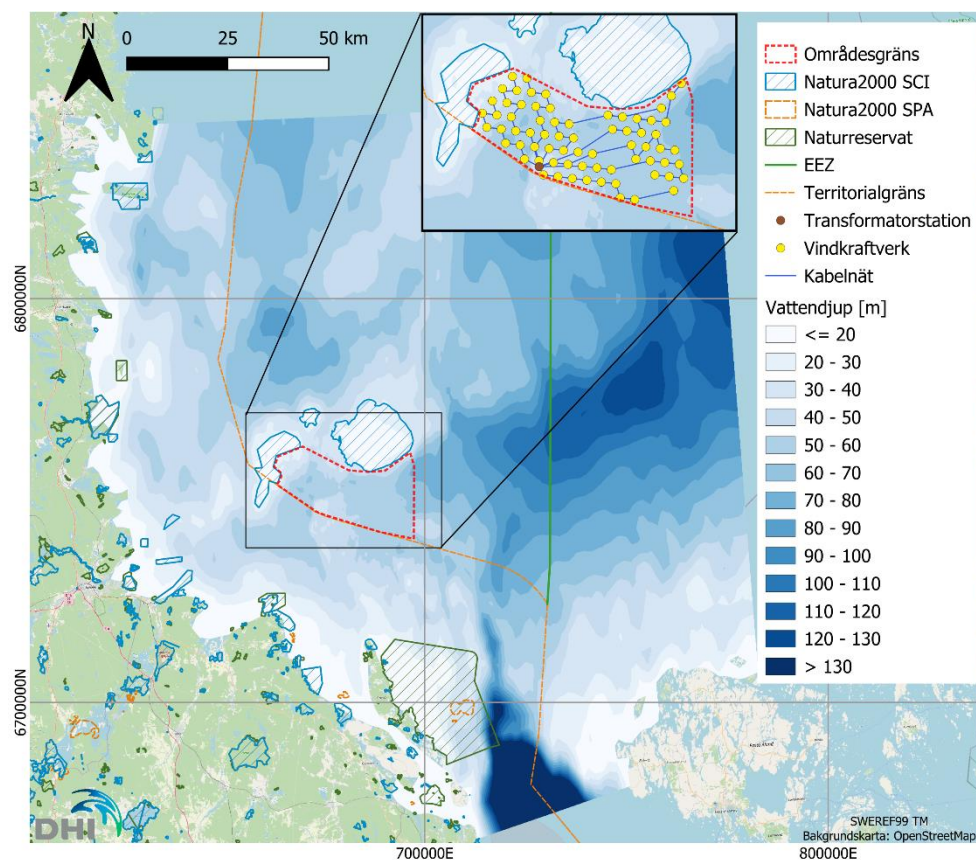 N
0 25 50 km
Områdesgräns
Natura2000 SCI
Natura2000 SPA
Naturreservat
EEZ
Territorialgräns
Transformatorstation
Vindkraftverk
Kabelnät
Vattendjup [m]
<= 20
20 - 30
30 - 40
40 - 50
50 - 60
60 - 70
70 - 80
80 - 90
90 - 100
100 - 110
110 - 120
120 - 130
> 130
6800000N
6700000N
DHI
SWEREF99 TM
Bakgrundskarta: OpenStreetMap
700000E
800000E